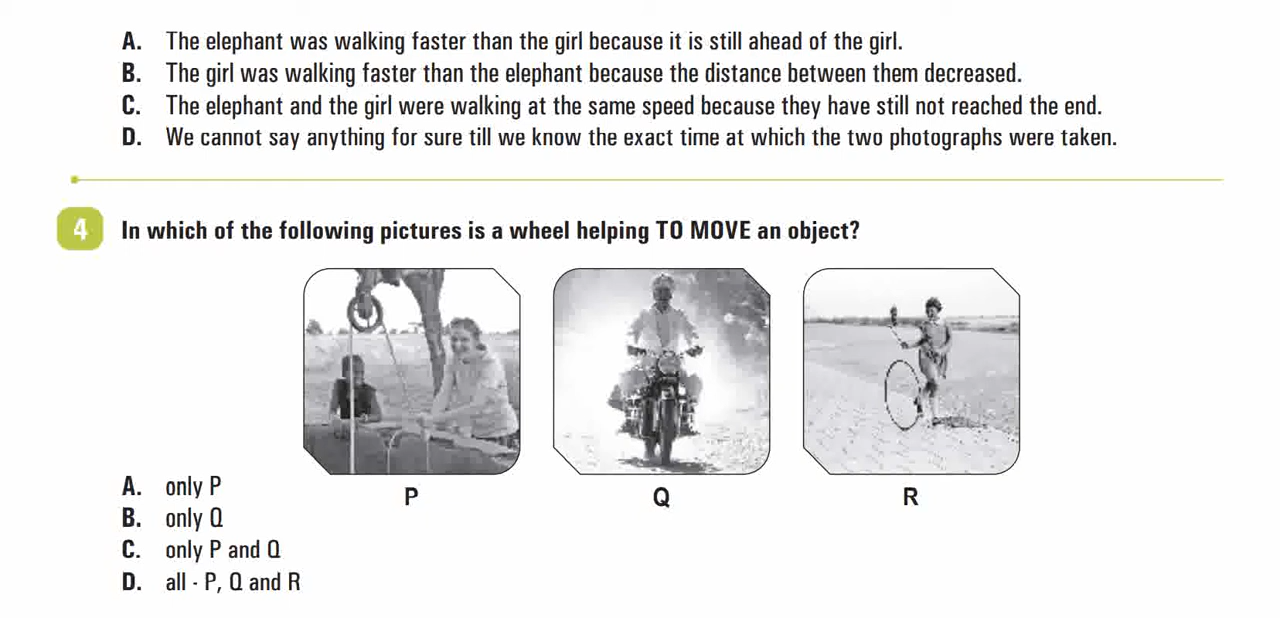 A. The elephant was walking faster than the girl because it is still ahead of the girl.
B. The girl was walking faster than the elephant because the distance between them decreased.
C. The elephant and the girl were walking at the same speed because they have still not reached the end.
D. We cannot say anything for sure till we know the exact time at which the two photographs were taken.
4 In which of the following pictures is a wheel helping TO MOVE an object?
P Q R
A. only P
B. only Q
C. only P and Q
D. all - P, Q and R